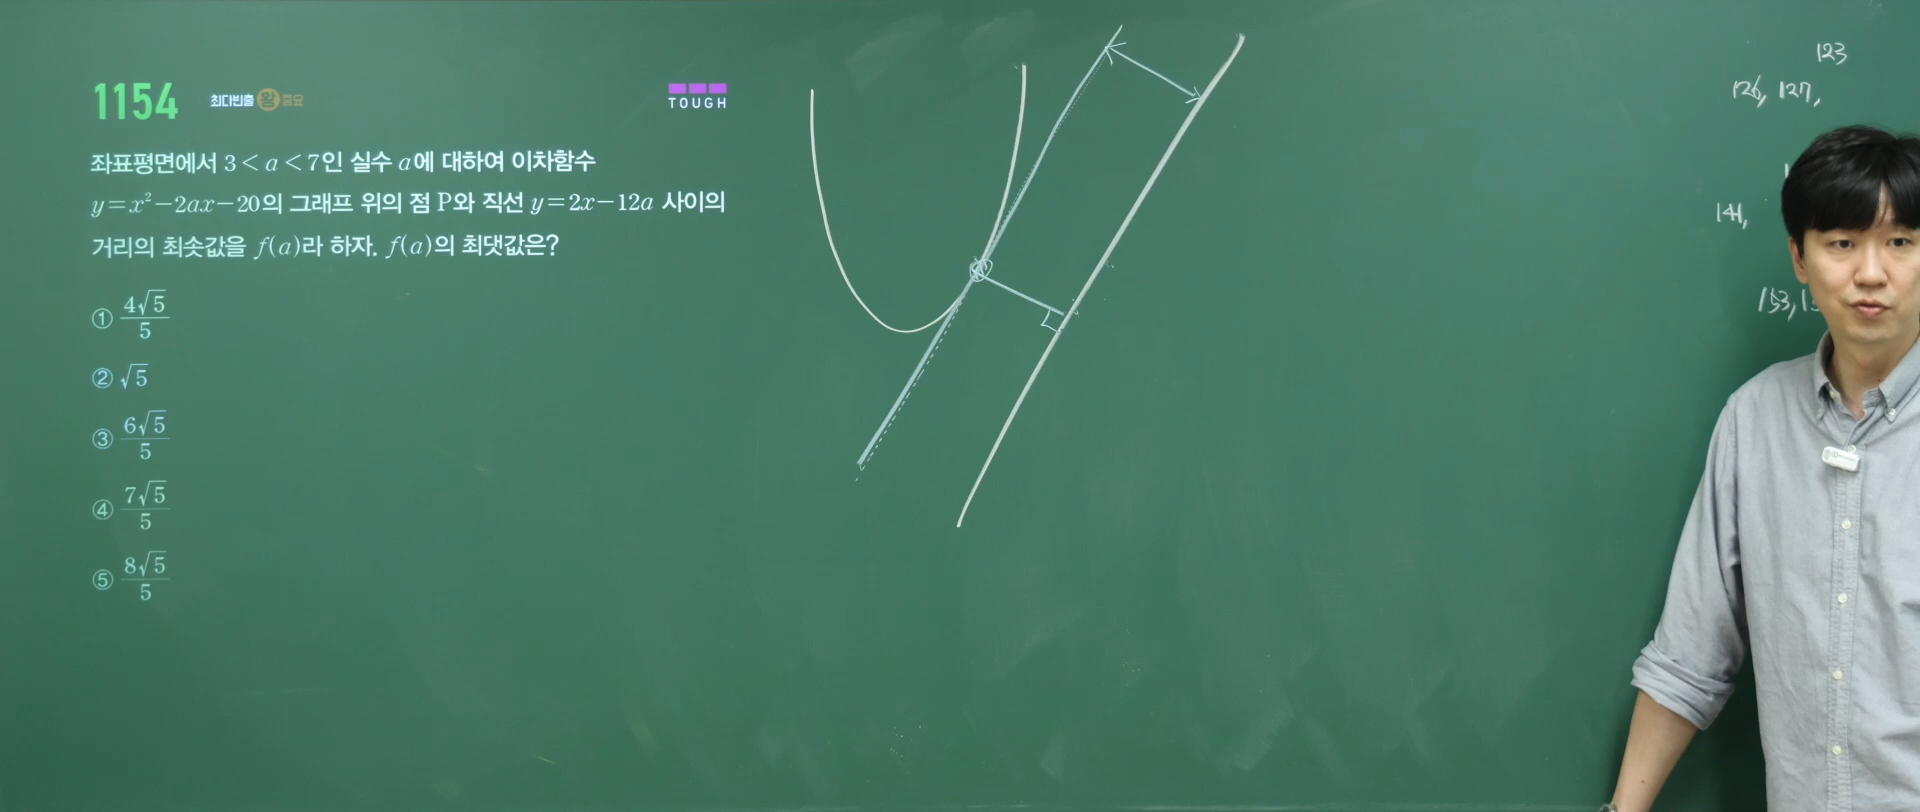 1154 최다빈출 왕 중요
TOUGH
좌표평면에서 3 < a < 7인 실수 a에 대하여 이차함수
y=x²−2ax−20의 그래프 위의 점 P와 직선 y=2x−12a 사이의
거리의 최솟값을 f(a)라 하자. f(a)의 최댓값은?
① 4√5/5
② √5
③ 6√5/5
④ 7√5/5
⑤ 8√5/5
123
126, 127,
141,
153,